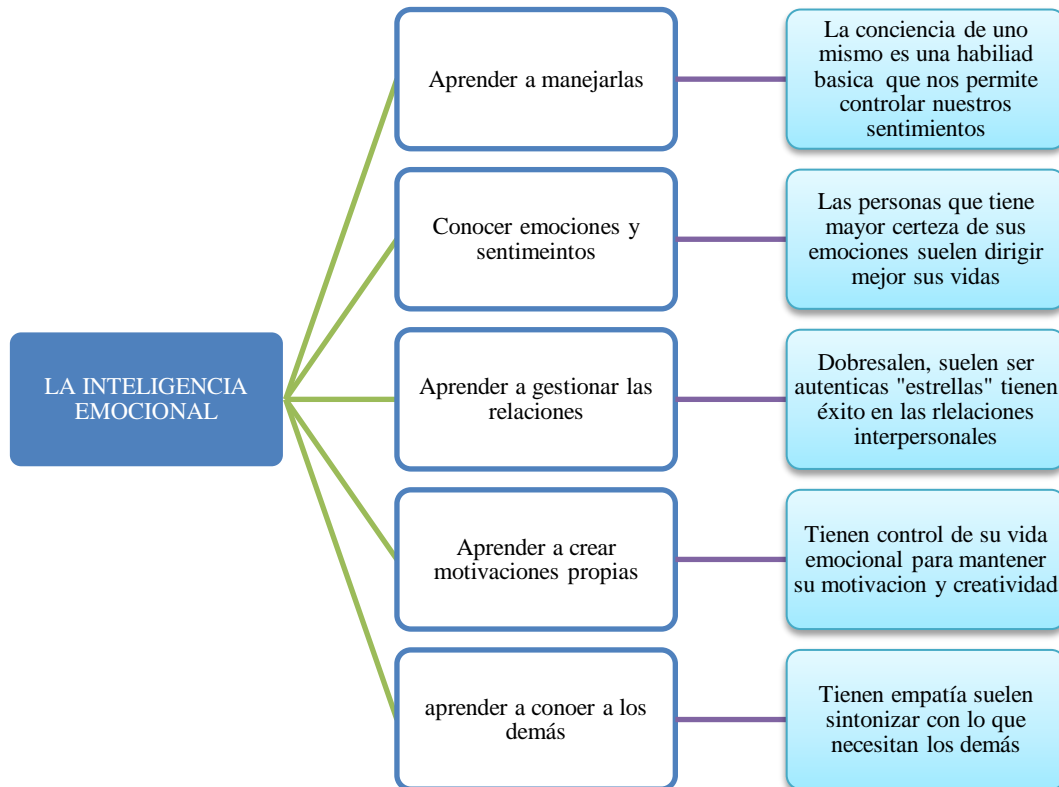 LA INTELIGENCIA
EMOCIONAL
Aprender a manejarlas
La conciencia de uno
mismo es una habiliad
basica que nos permite
controlar nuestros
sentimientos
Conocer emociones y
sentimeintos
Las personas que tiene
mayor certeza de sus
emociones suelen dirigir
mejor sus vidas
Aprender a gestionar las
relaciones
Dobresalen, suelen ser
autenticas "estrellas" tienen
éxito en las rlelaciones
interpersonales
Aprender a crear
motivaciones propias
Tienen control de su vida
emocional para mantener
su motivacion y creatividad
aprender a conoer a los
demás
Tienen empatía suelen
sintonizar con lo que
necesitan los demás